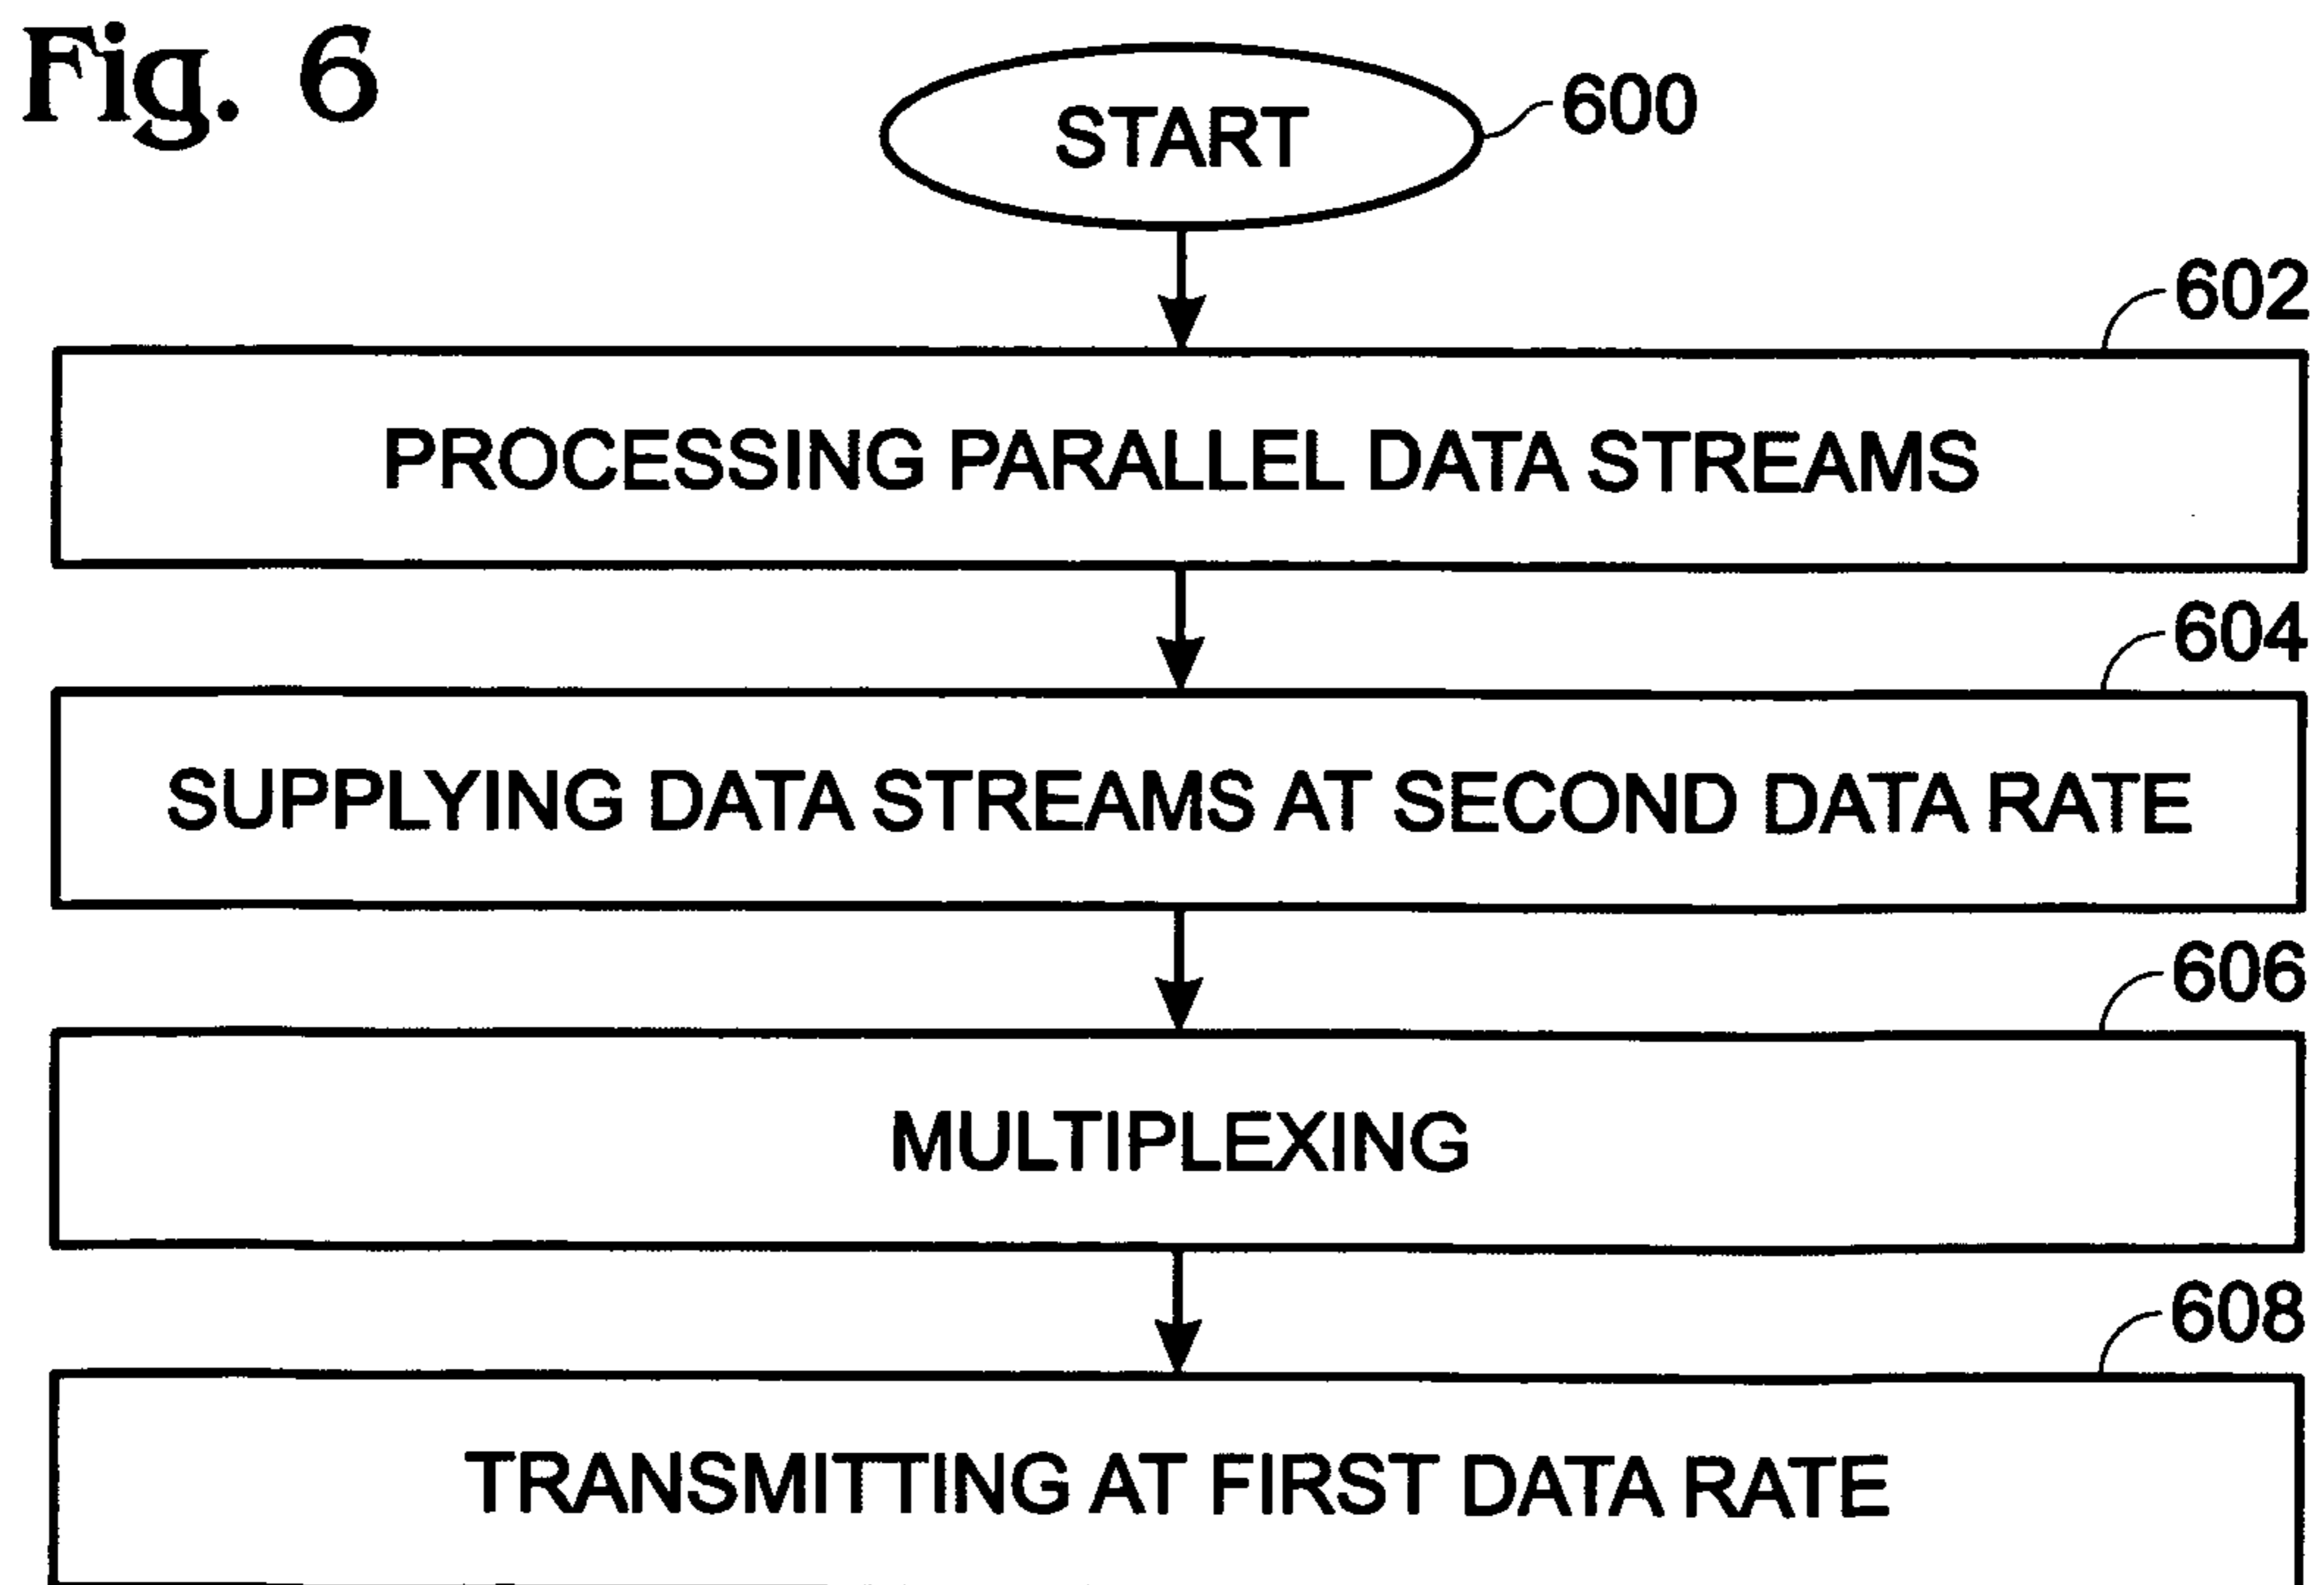 Fig. 6
START
600
602
PROCESSING PARALLEL DATA STREAMS
604
SUPPLYING DATA STREAMS AT SECOND DATA RATE
606
MULTIPLEXING
608
TRANSMITTING AT FIRST DATA RATE